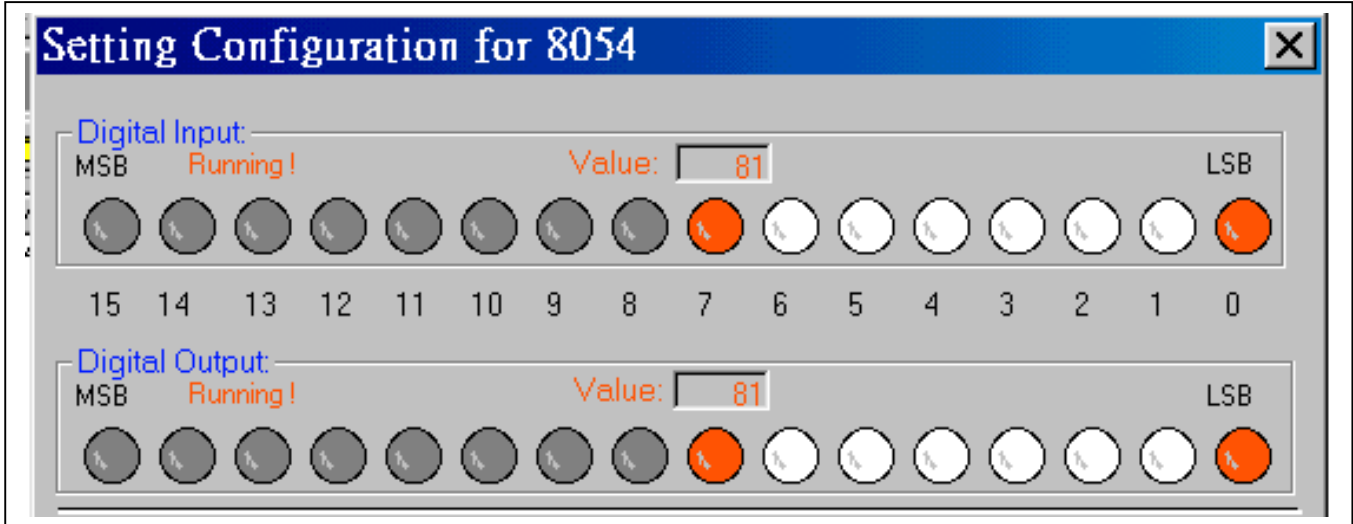 Setting Configuration for 8054
Digital Input:
MSB Running! Value: 81 LSB
15 14 13 12 11 10 9 8 7 6 5 4 3 2 1 0
Digital Output:
MSB Running! Value: 81 LSB